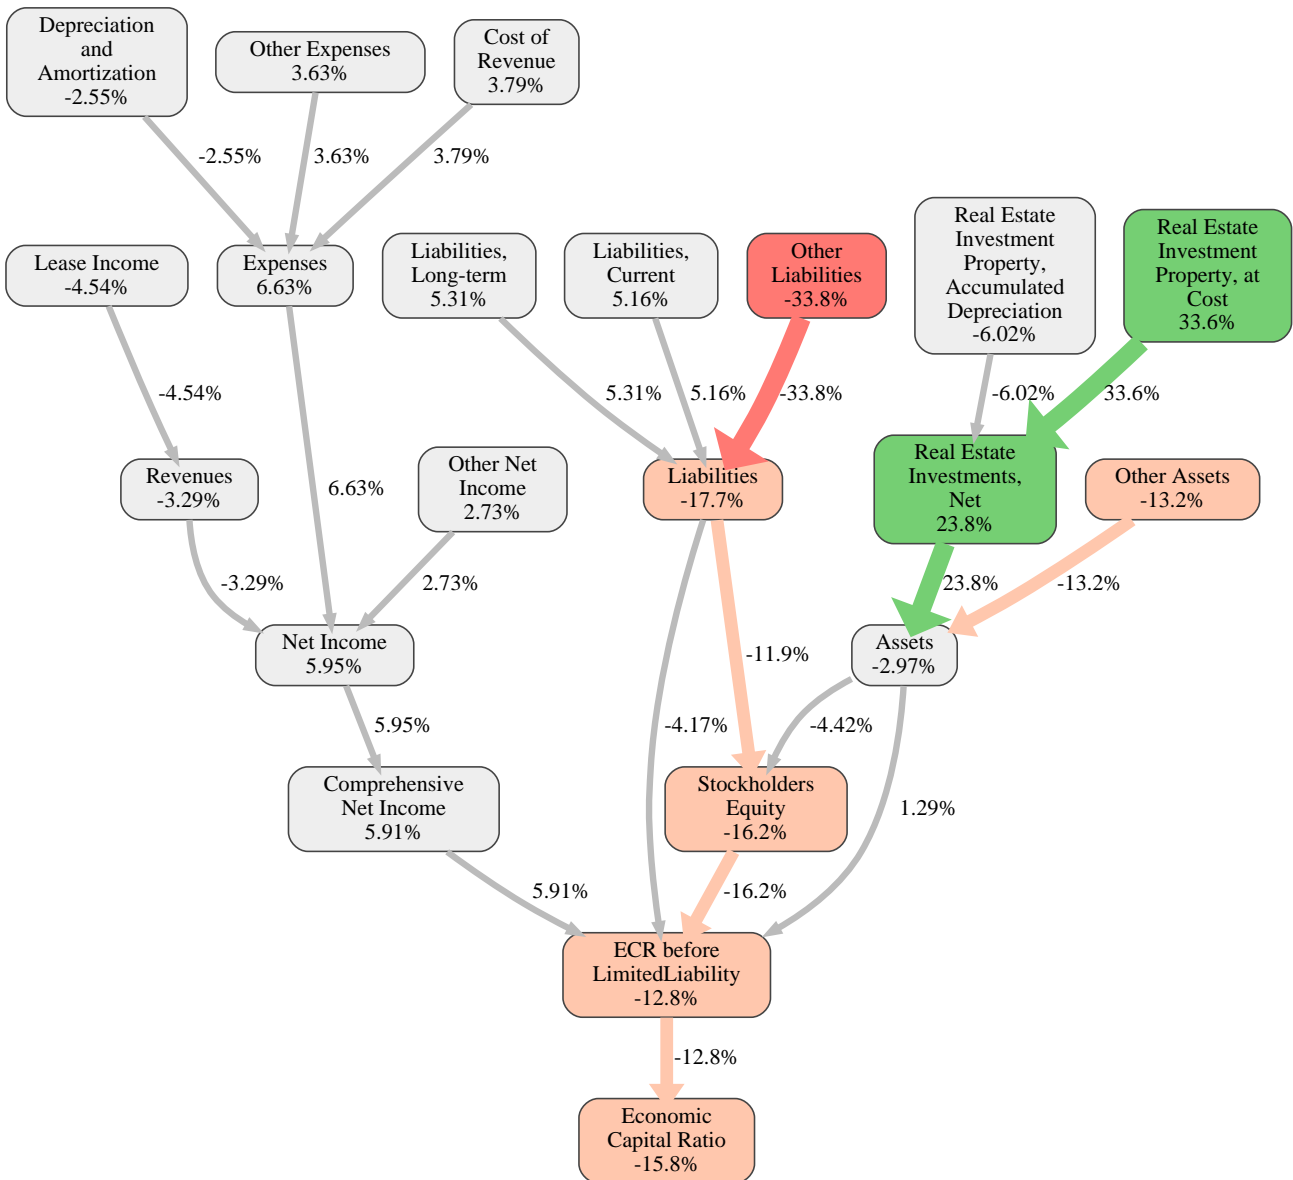 Depreciation
and
Amortization
-2.55%
Other Expenses
3.63%
Cost of
Revenue
3.79%
-2.55%
3.63%
3.79%
Lease Income
-4.54%
Expenses
6.63%
Liabilities,
Long-term
5.31%
Liabilities,
Current
5.16%
Other
Liabilities
-33.8%
Real Estate
Investment
Property,
Accumulated
Depreciation
-6.02%
Real Estate
Investment
Property, at
Cost
33.6%
-4.54%
5.31%
5.16%
-33.8%
-6.02%
33.6%
Revenues
-3.29%
6.63%
Other Net
Income
2.73%
Liabilities
-17.7%
Real Estate
Investments,
Net
23.8%
Other Assets
-13.2%
-3.29%
2.73%
23.8%
-13.2%
Net Income
5.95%
-11.9%
Assets
-2.97%
5.95%
-4.17%
-4.42%
Comprehensive
Net Income
5.91%
Stockholders
Equity
-16.2%
1.29%
5.91%
-16.2%
ECR before
LimitedLiability
-12.8%
-12.8%
Economic
Capital Ratio
-15.8%